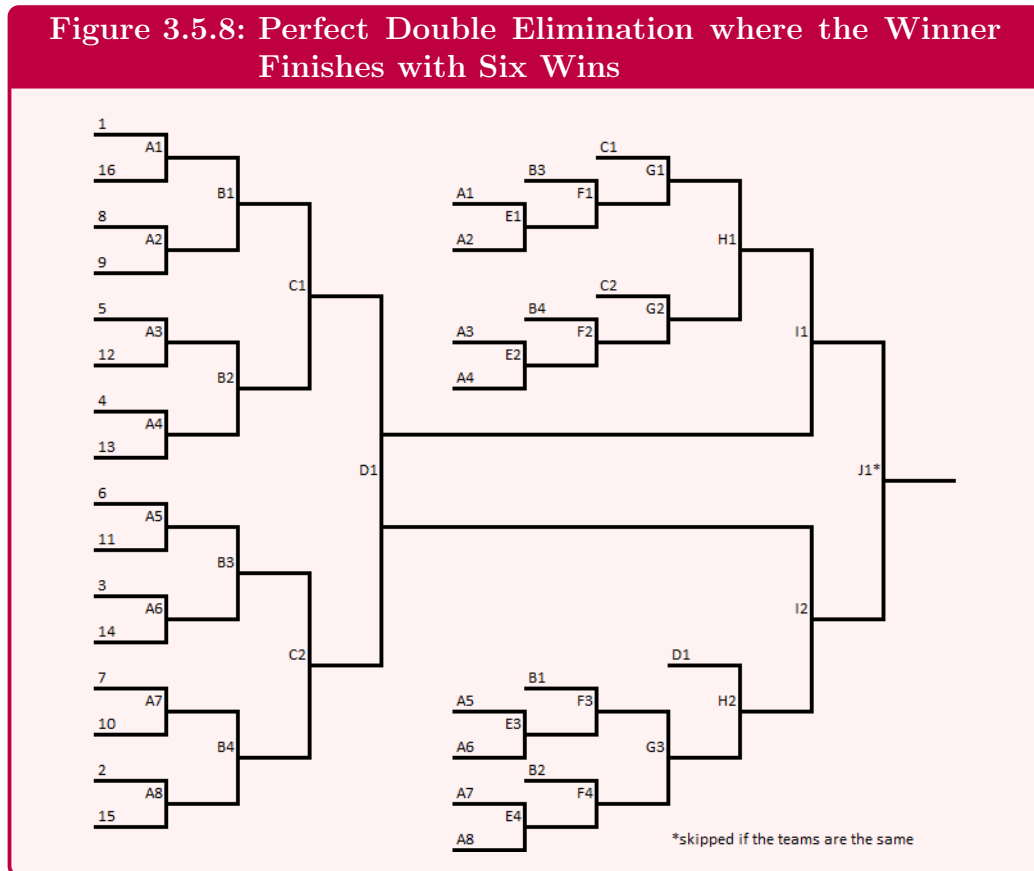 Figure 3.5.8: Perfect Double Elimination where the Winner
Finishes with Six Wins
1
A1
16
B1
8
A2
9
C1
5
A3
12
B2
4
A4
13
D1
6
A5
11
B3
3
A6
14
C2
7
A7
10
B4
2
A8
15
C1
G1
B3
F1
A1
E1
A2
H1
C2
G2
B4
F2
A3
E2
A4
I1
J1*
I2
D1
H2
B1
F3
A5
E3
A6
G3
B2
F4
A7
E4
A8
*skipped if the teams are the same